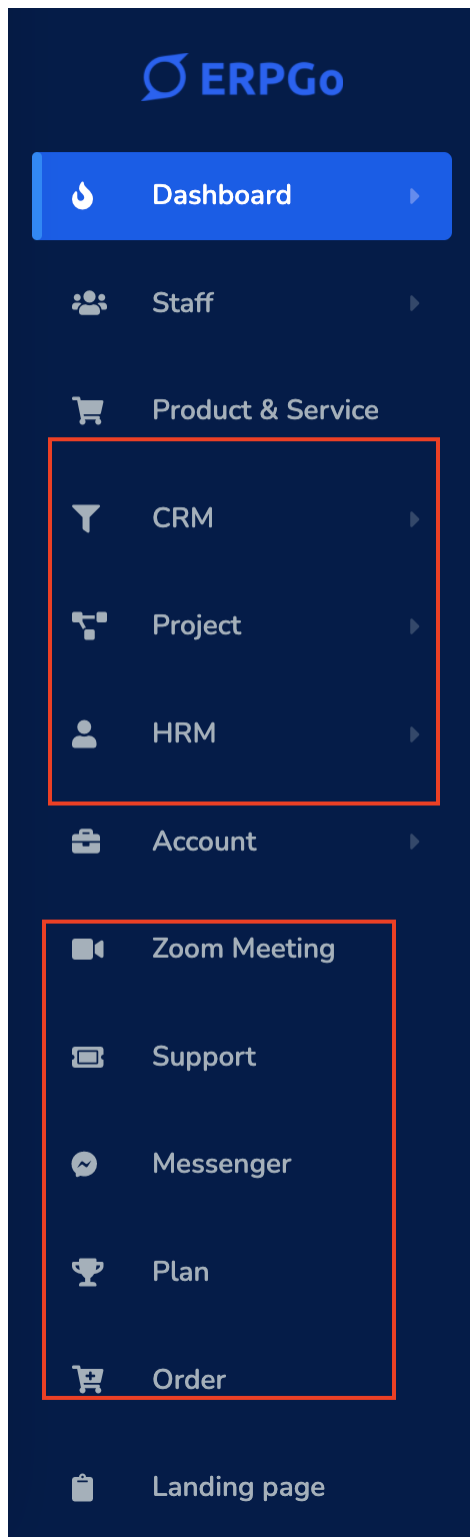 ERPGo
Dashboard
Staff
Product & Service
CRM
Project
HRM
Account
Zoom Meeting
Support
Messenger
Plan
Order
Landing page